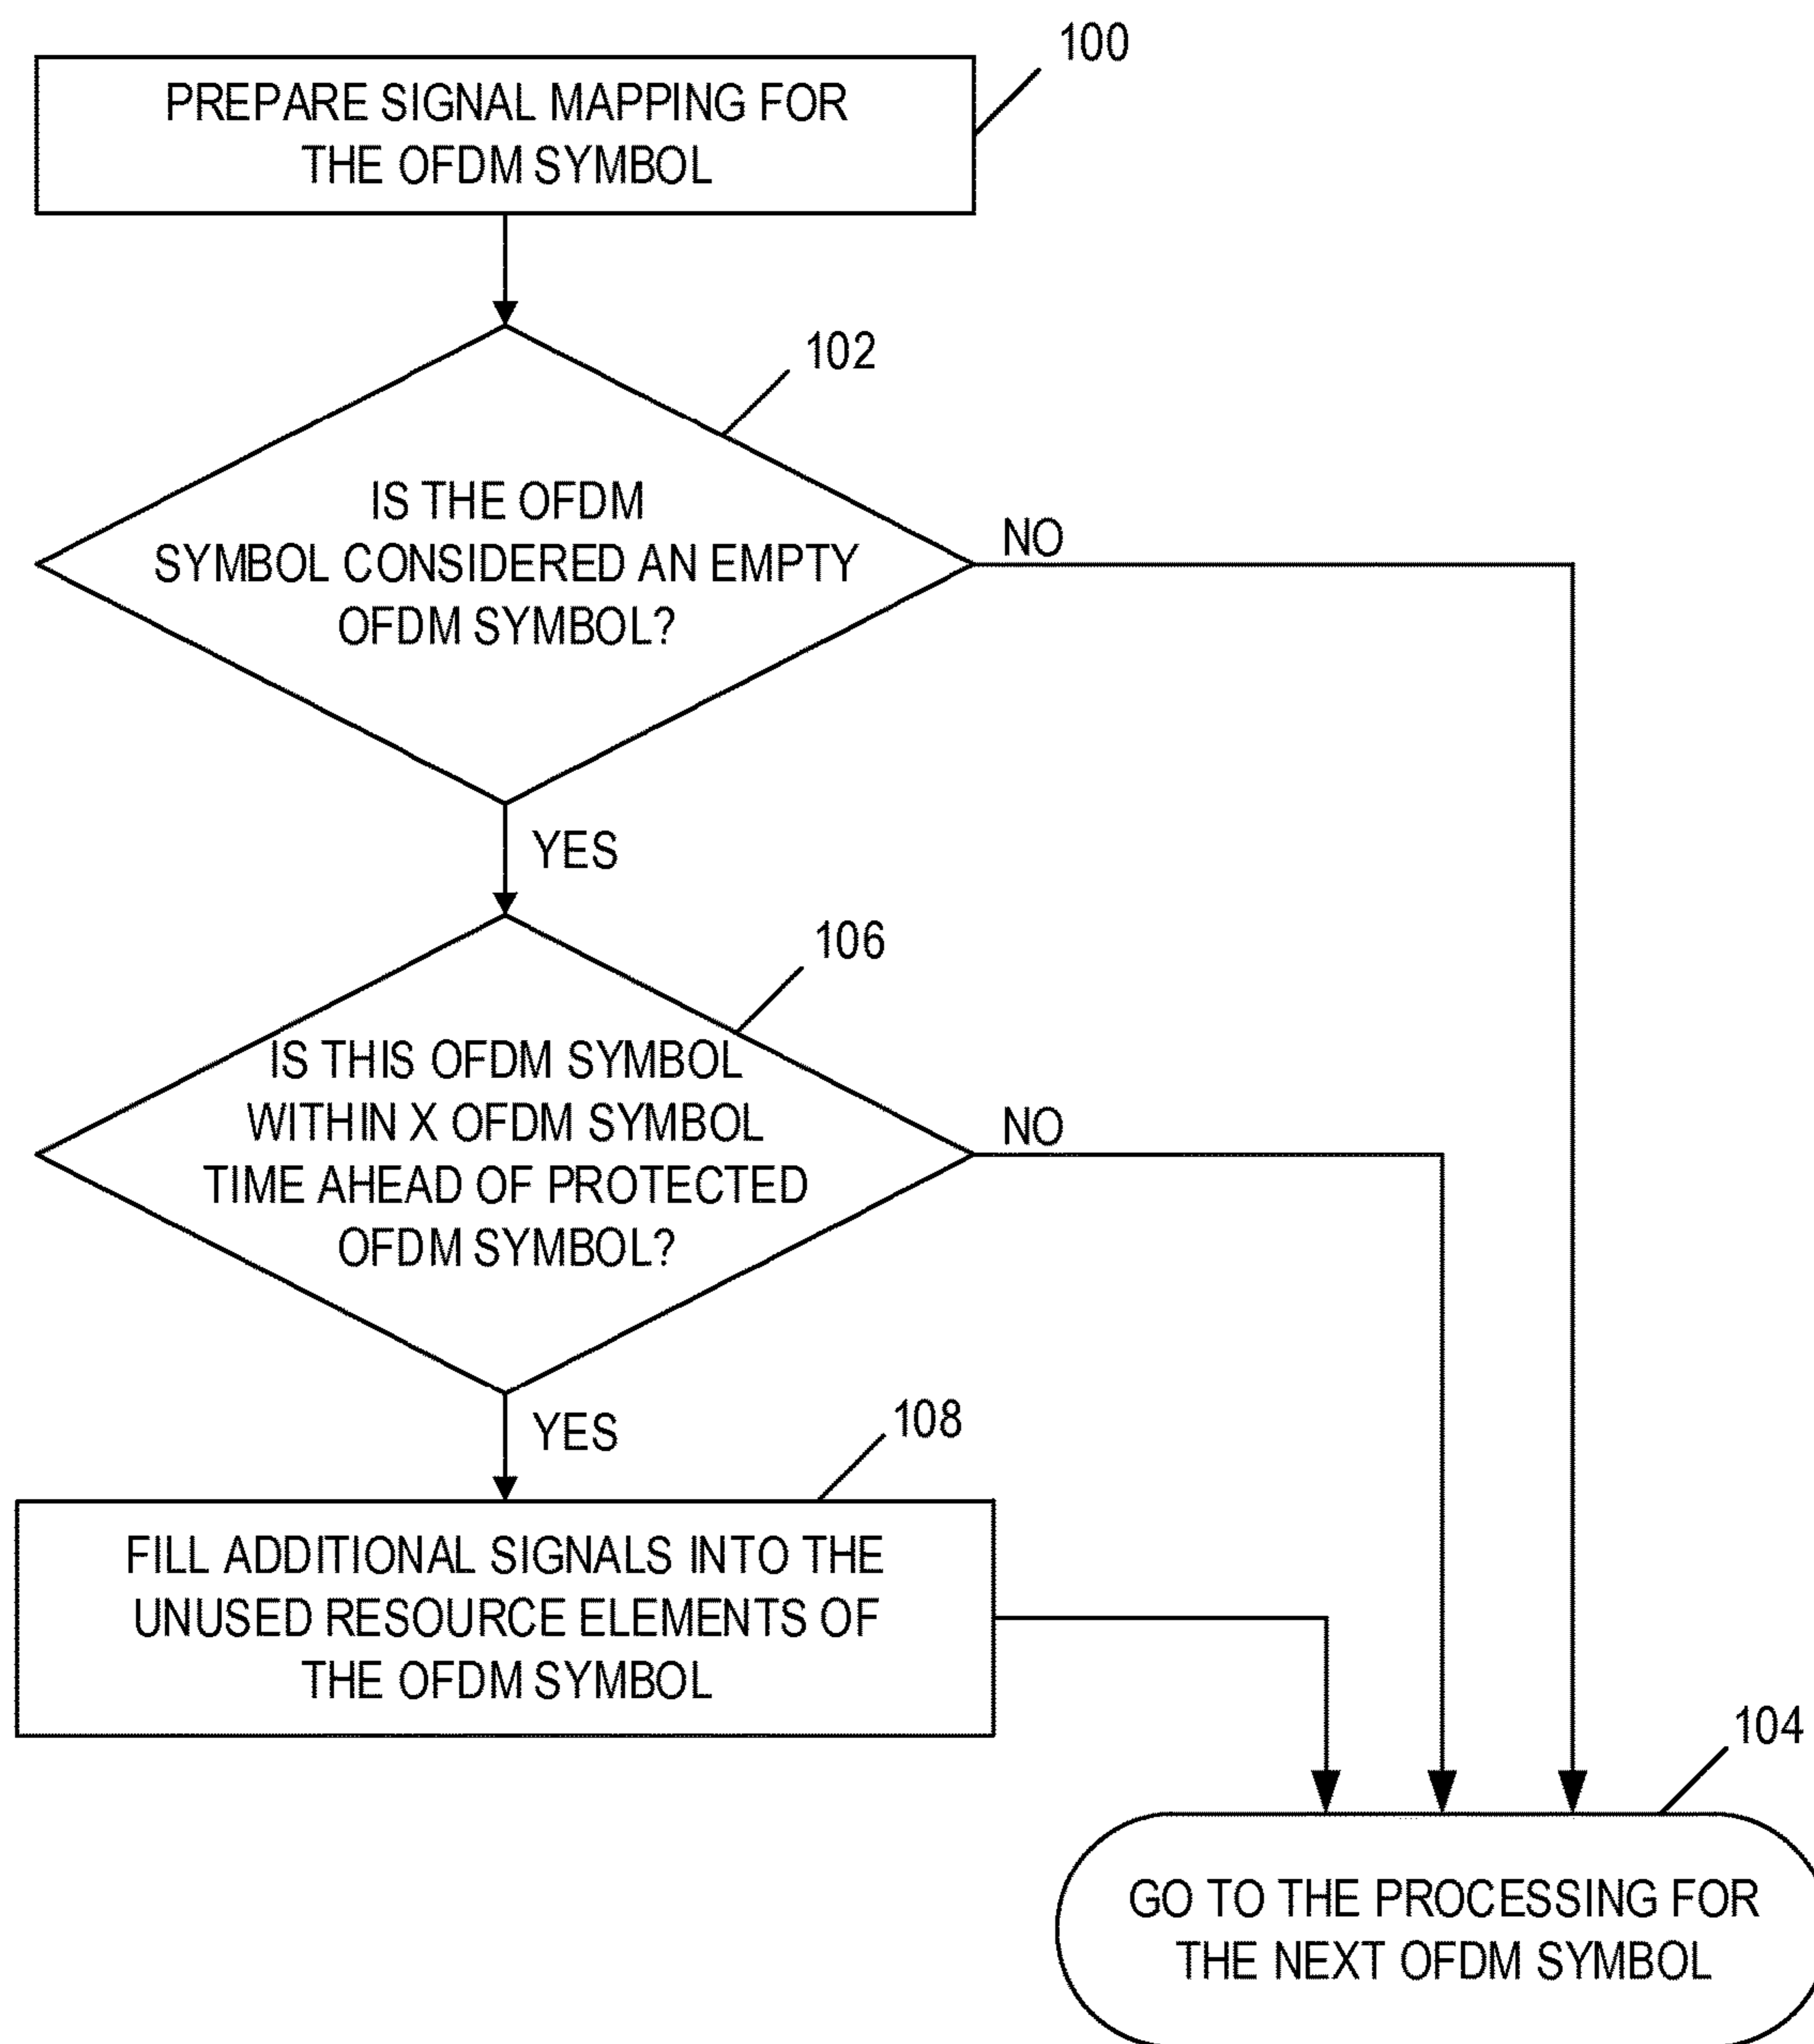 100
PREPARE SIGNAL MAPPING FOR
THE OFDM SYMBOL
102
IS THE OFDM
SYMBOL CONSIDERED AN EMPTY
OFDM SYMBOL?
NO
YES
106
IS THIS OFDM SYMBOL
WITHIN X OFDM SYMBOL
TIME AHEAD OF PROTECTED
OFDM SYMBOL?
NO
YES
108
FILL ADDITIONAL SIGNALS INTO THE
UNUSED RESOURCE ELEMENTS OF
THE OFDM SYMBOL
104
GO TO THE PROCESSING FOR
THE NEXT OFDM SYMBOL